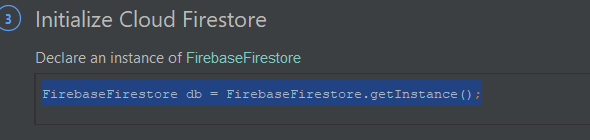 3 Initialize Cloud Firestore
Declare an instance of FirebaseFirestore
FirebaseFirestore db = FirebaseFirestore.getInstance();